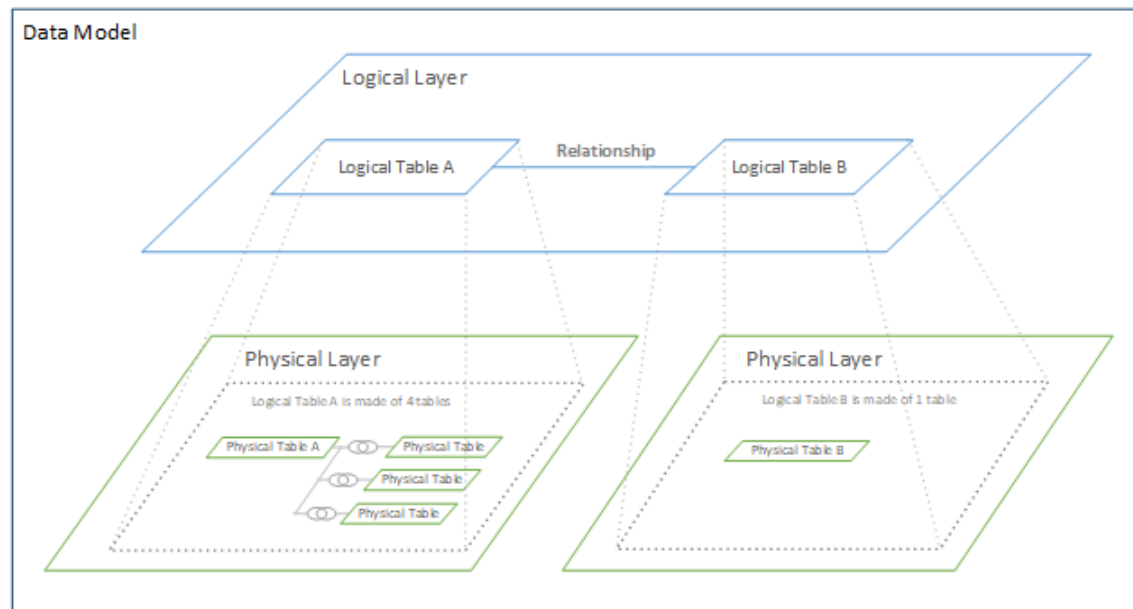 Data Model
Logical Layer
Logical Table A
Relationship
Logical Table B
Physical Layer
Logical Table A is made of 4 tables
Physical Table A
Physical Table
Physical Table
Physical Table
Physical Layer
Logical Table B is made of 1 table
Physical Table B